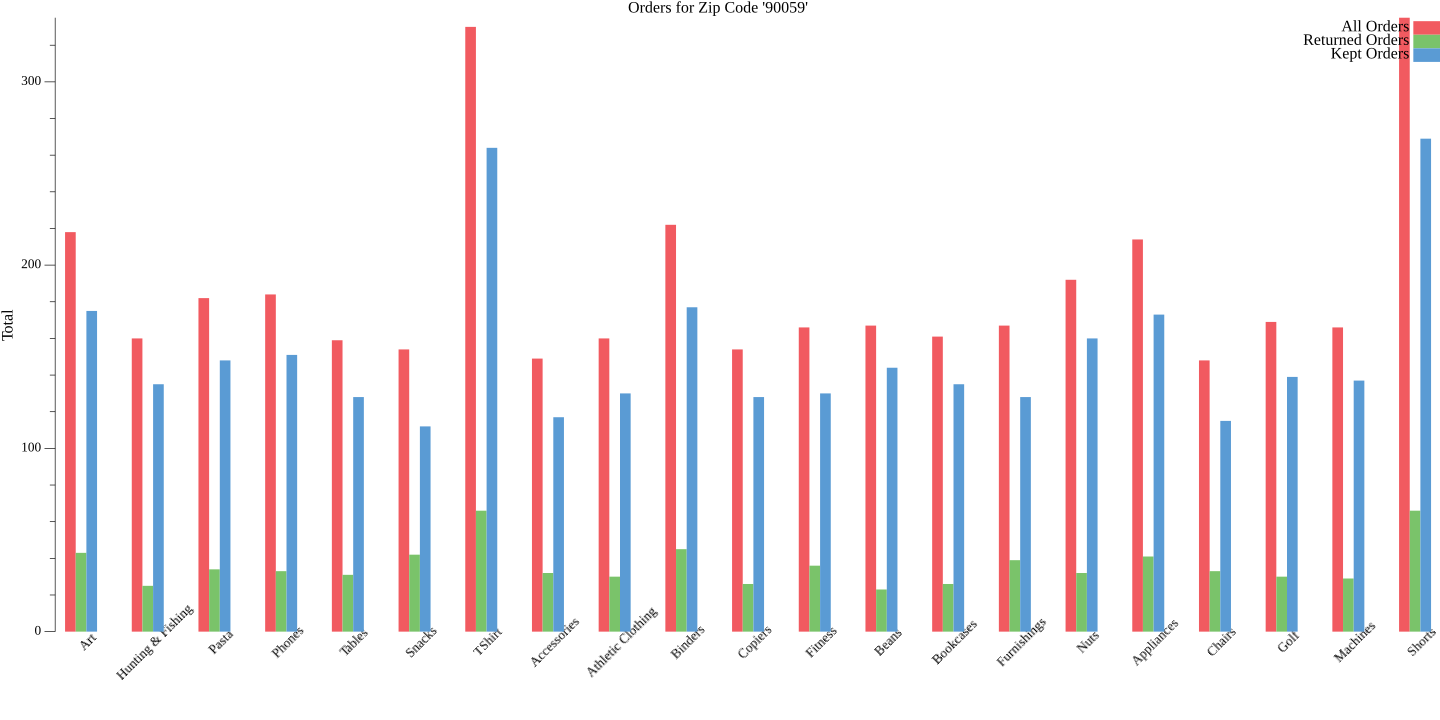 Orders for Zip Code '90059'
All Orders
Returned Orders
Kept Orders
Total
300
200
100
0
Art
Hunting & Fishing
Pasta
Phones
Tables
Snacks
TShirt
Accessories
Athletic Clothing
Binders
Copiers
Fitness
Beans
Bookcases
Furnishings
Nuts
Appliances
Chairs
Golf
Machines
Shorts